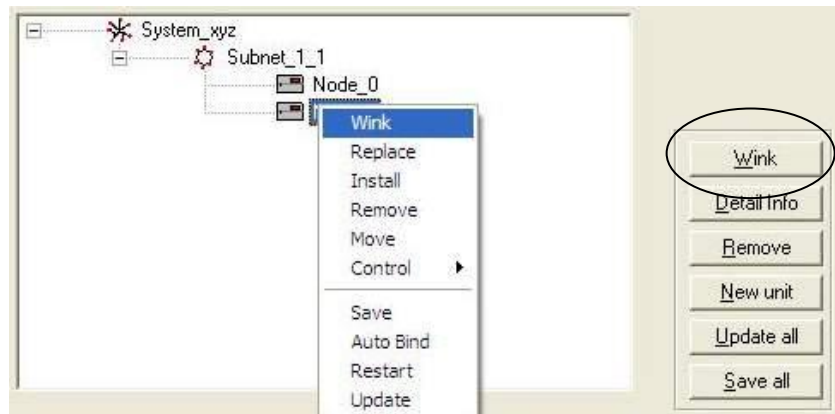 System_xyz
Subnet_1_1
Node_0
Wink
Replace
Install
Remove
Move
Control
Save
Auto Bind
Restart
Update
Wink
Detail Info
Remove
New unit
Update all
Save all